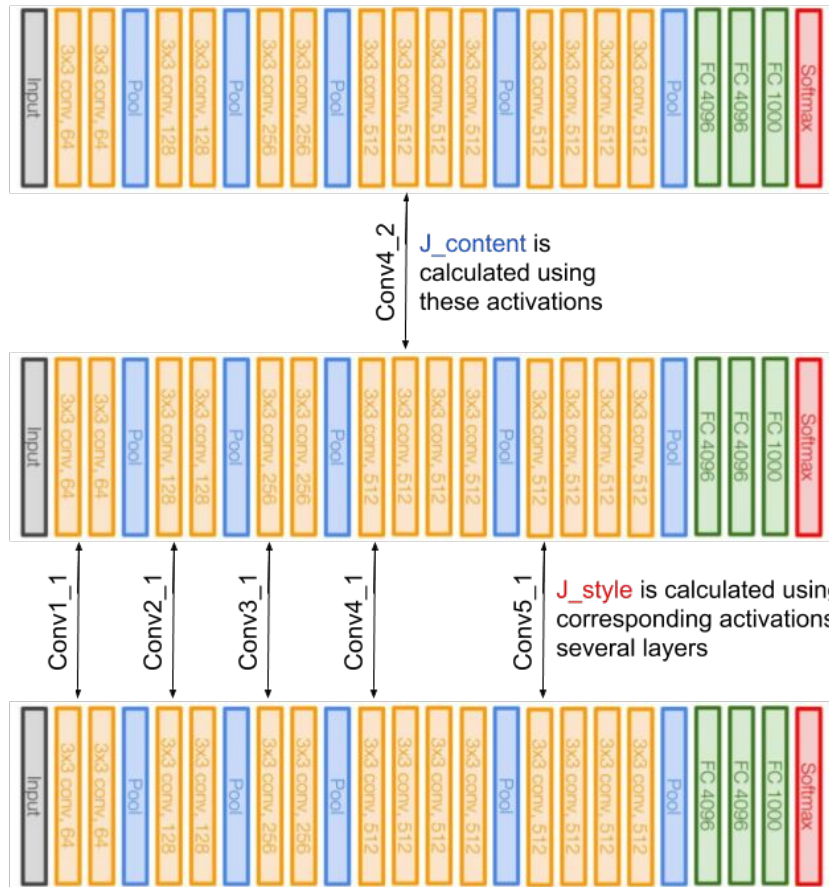 Input
3x3 conv, 64
3x3 conv, 64
Pool
3x3 conv, 128
3x3 conv, 128
Pool
3x3 conv, 256
3x3 conv, 256
Pool
3x3 conv, 512
3x3 conv, 512
3x3 conv, 512
3x3 conv, 512
Pool
3x3 conv, 512
3x3 conv, 512
3x3 conv, 512
3x3 conv, 512
Pool
FC 4096
FC 4096
FC 1000
Softmax
Conv4_2
J_content is
calculated using
these activations
Input
3x3 conv, 64
3x3 conv, 64
Pool
3x3 conv, 128
3x3 conv, 128
Pool
3x3 conv, 256
3x3 conv, 256
Pool
3x3 conv, 512
3x3 conv, 512
3x3 conv, 512
3x3 conv, 512
Pool
3x3 conv, 512
3x3 conv, 512
3x3 conv, 512
3x3 conv, 512
Pool
FC 4096
FC 4096
FC 1000
Softmax
Conv1_1
Conv2_1
Conv3_1
Conv4_1
Conv5_1
J_style is calculated using
corresponding activations
several layers
Input
3x3 conv, 64
3x3 conv, 64
Pool
3x3 conv, 128
3x3 conv, 128
Pool
3x3 conv, 256
3x3 conv, 256
Pool
3x3 conv, 512
3x3 conv, 512
3x3 conv, 512
3x3 conv, 512
Pool
3x3 conv, 512
3x3 conv, 512
3x3 conv, 512
3x3 conv, 512
Pool
FC 4096
FC 4096
FC 1000
Softmax